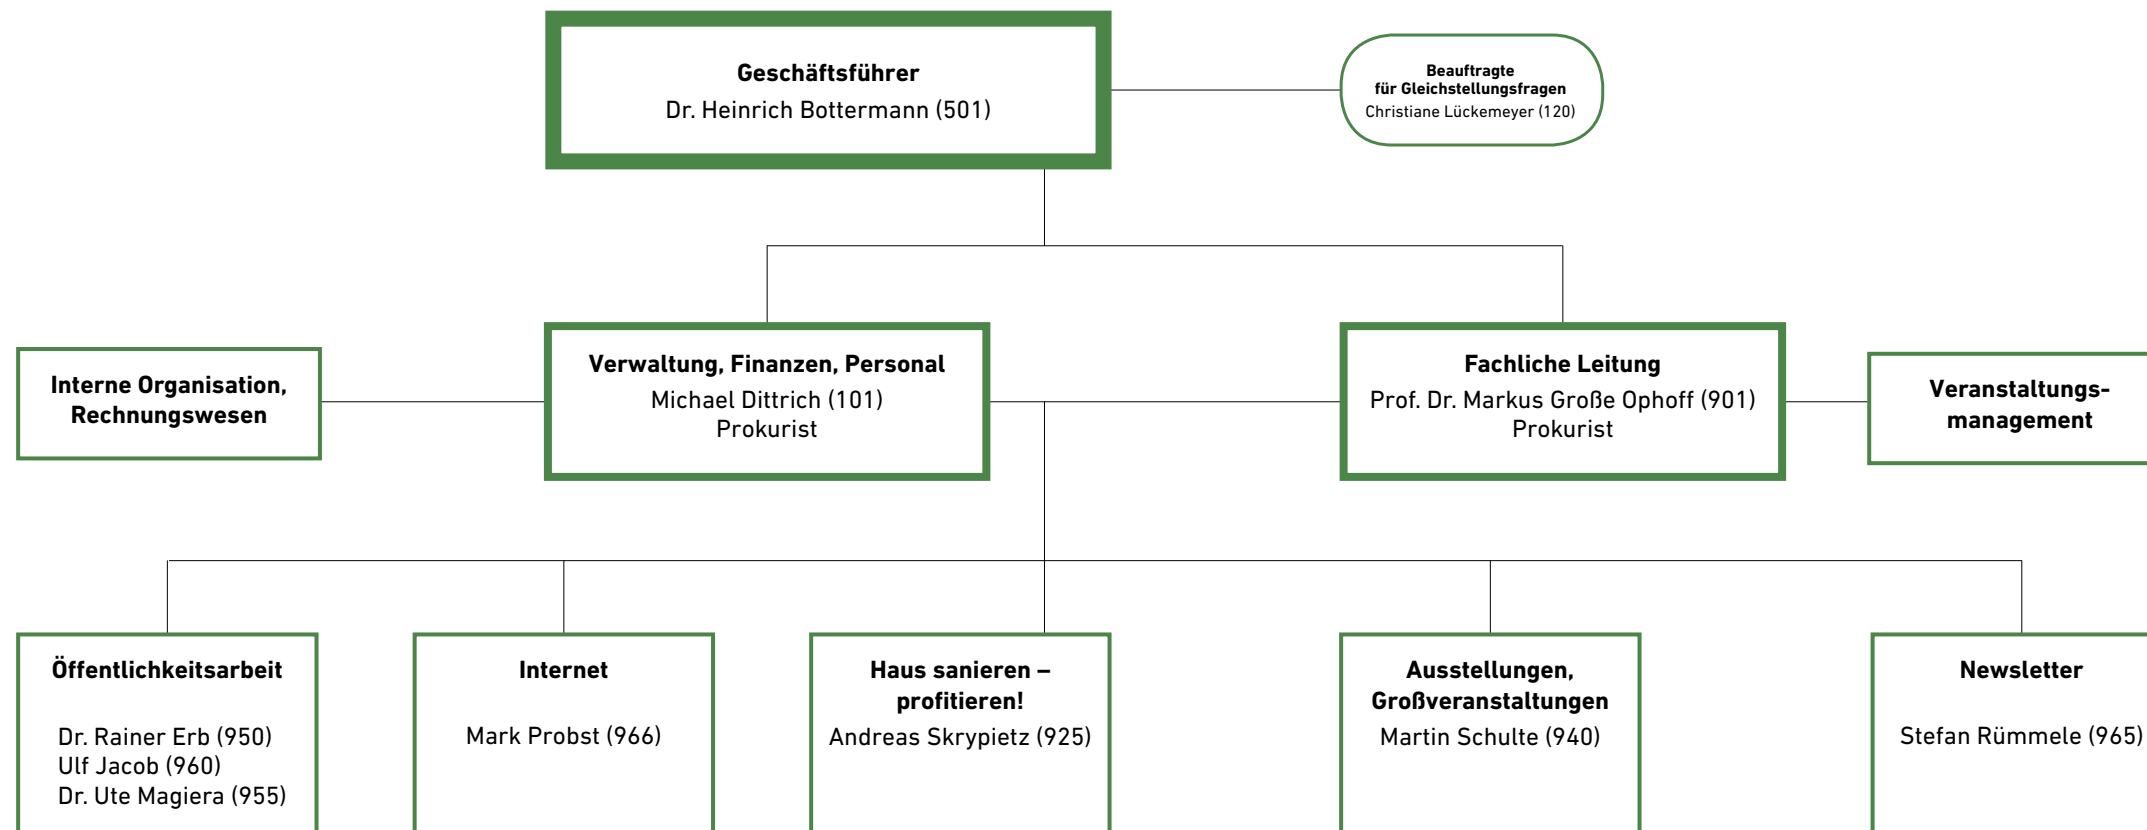 Geschäftsführer
Dr. Heinrich Bottermann (501)
Beauftragte
für Gleichstellungsfragen
Christiane Lückemeyer (120)
Interne Organisation,
Rechnungswesen
Verwaltung, Finanzen, Personal
Michael Dittrich (101)
Prokurist
Fachliche Leitung
Prof. Dr. Markus Große Ophoff (901)
Prokurist
Veranstaltungs-
management
Öffentlichkeitsarbeit
Dr. Rainer Erb (950)
Ulf Jacob (960)
Dr. Ute Magiera (955)
Internet
Mark Probst (966)
Haus sanieren –
profitieren!
Andreas Skrypietz (925)
Ausstellungen,
Großveranstaltungen
Martin Schulte (940)
Newsletter
Stefan Rümmele (965)